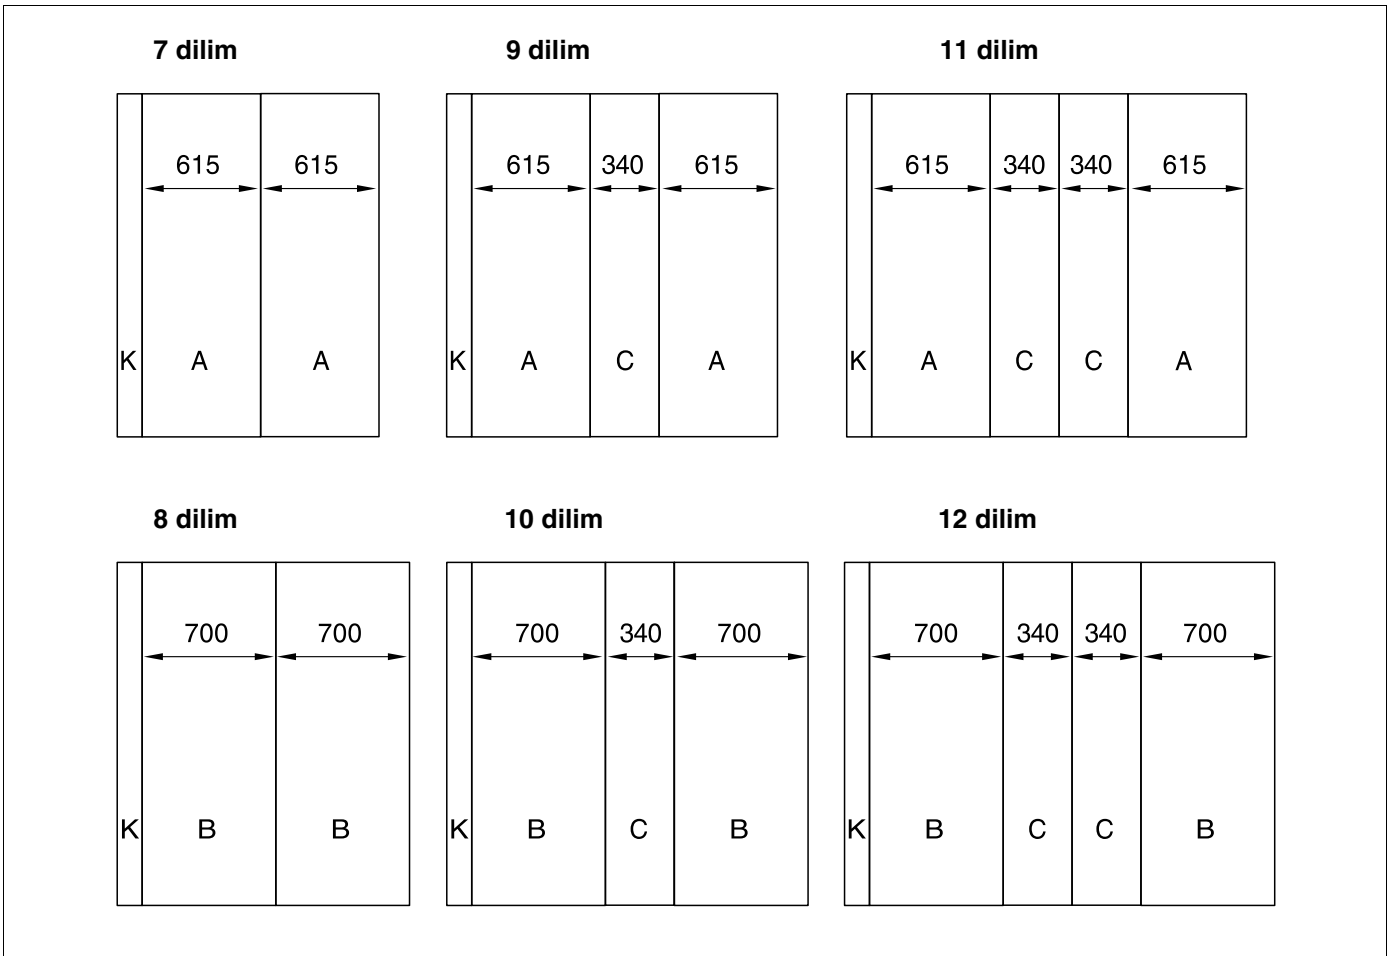 7 dilim 9 dilim 11 dilim
615 615 615 340 615 615 340 340 615
K A A K A C A K A C C A
8 dilim 10 dilim 12 dilim
700 700 700 340 700 700 340 340 700
K B B K B C B K B C C B